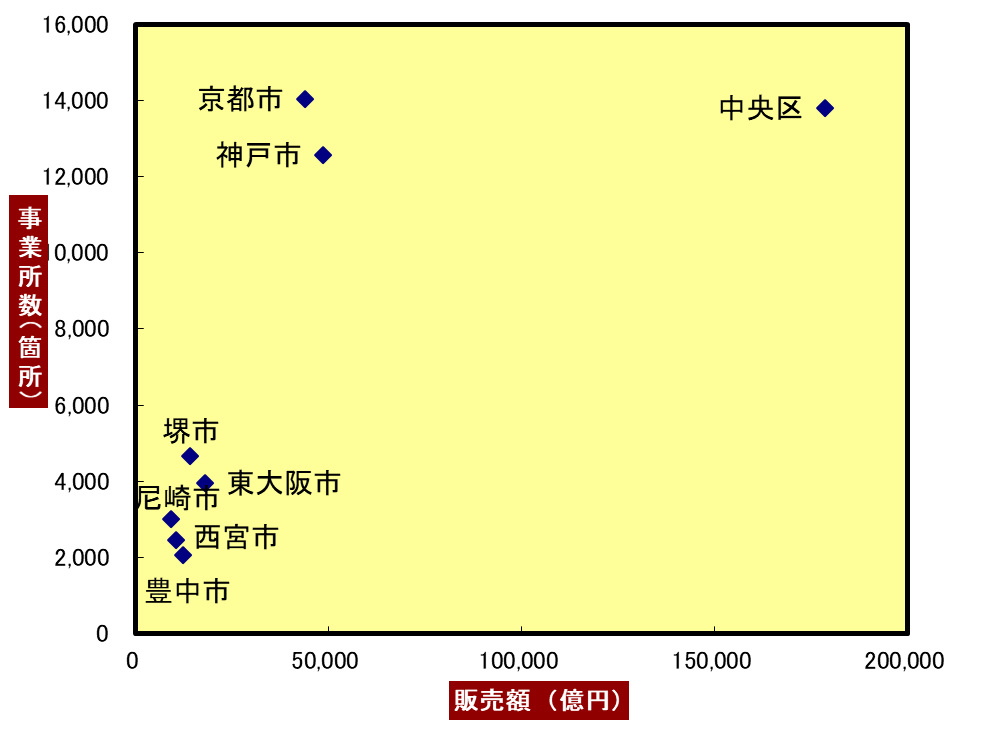 16,000
14,000
12,000
10,000
8,000
6,000
4,000
2,000
0
事業所数(箇所)
京都市
中央区
神戸市
堺市
東大阪市
尼崎市
西宮市
豊中市
0
50,000
100,000
150,000
200,000
販売額（億円）